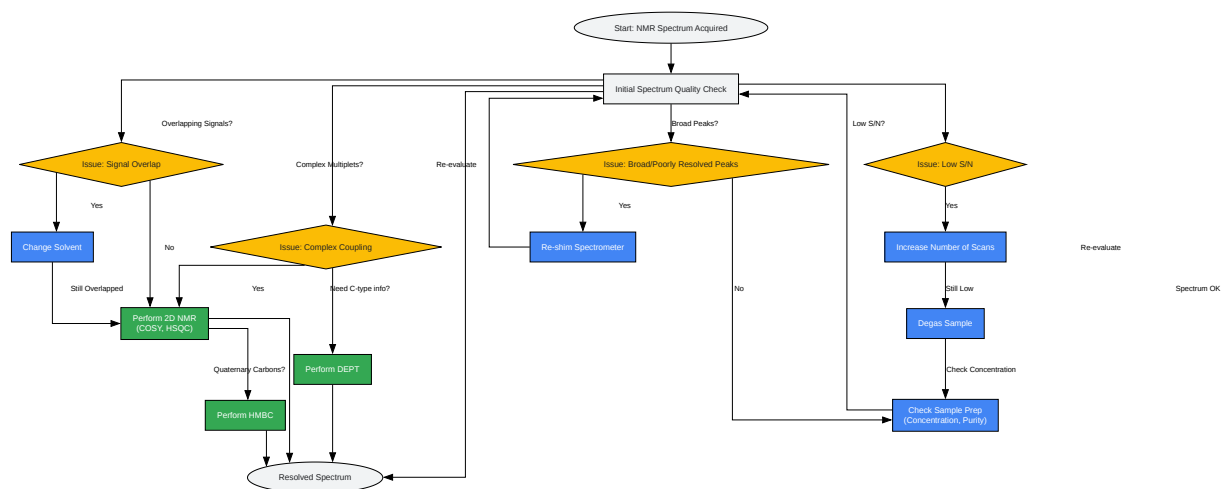 Start: NMR Spectrum Acquired
Initial Spectrum Quality Check
Overlapping Signals?
Broad Peaks?
Low S/N?
Issue: Signal Overlap
Complex Multiplets?
Re-evaluate
Issue: Broad/Poorly Resolved Peaks
Issue: Low S/N
Yes
Yes
Yes
Change Solvent
No
Issue: Complex Coupling
Re-shim Spectrometer
Increase Number of Scans
Re-evaluate
Still Overlapped
Yes
Need C-type info?
No
Still Low
Spectrum OK
Perform 2D NMR
(COSY, HSQC)
Degas Sample
Quaternary Carbons?
Perform DEPT
Check Concentration
Perform HMBC
Check Sample Prep
(Concentration, Purity)
Resolved Spectrum